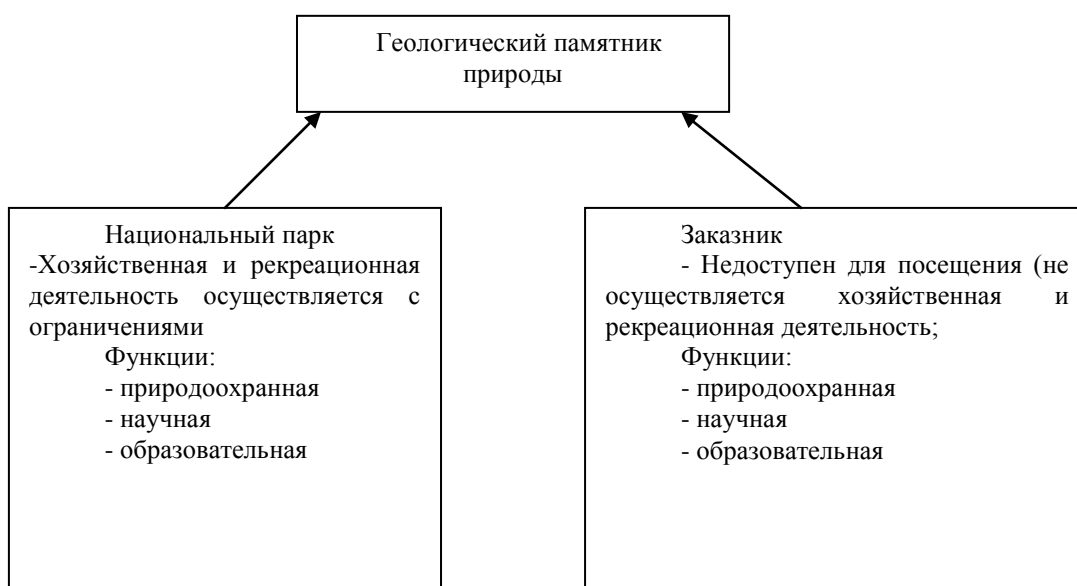 Геологический памятник
природы
Национальный парк
-Хозяйственная и рекреационная
деятельность осуществляется с
ограничениями
Функции:
- природоохранная
- научная
- образовательная
Заказник
- Недоступен для посещения (не
осуществляется хозяйственная и
рекреационная деятельность;
Функции:
- природоохранная
- научная
- образовательная